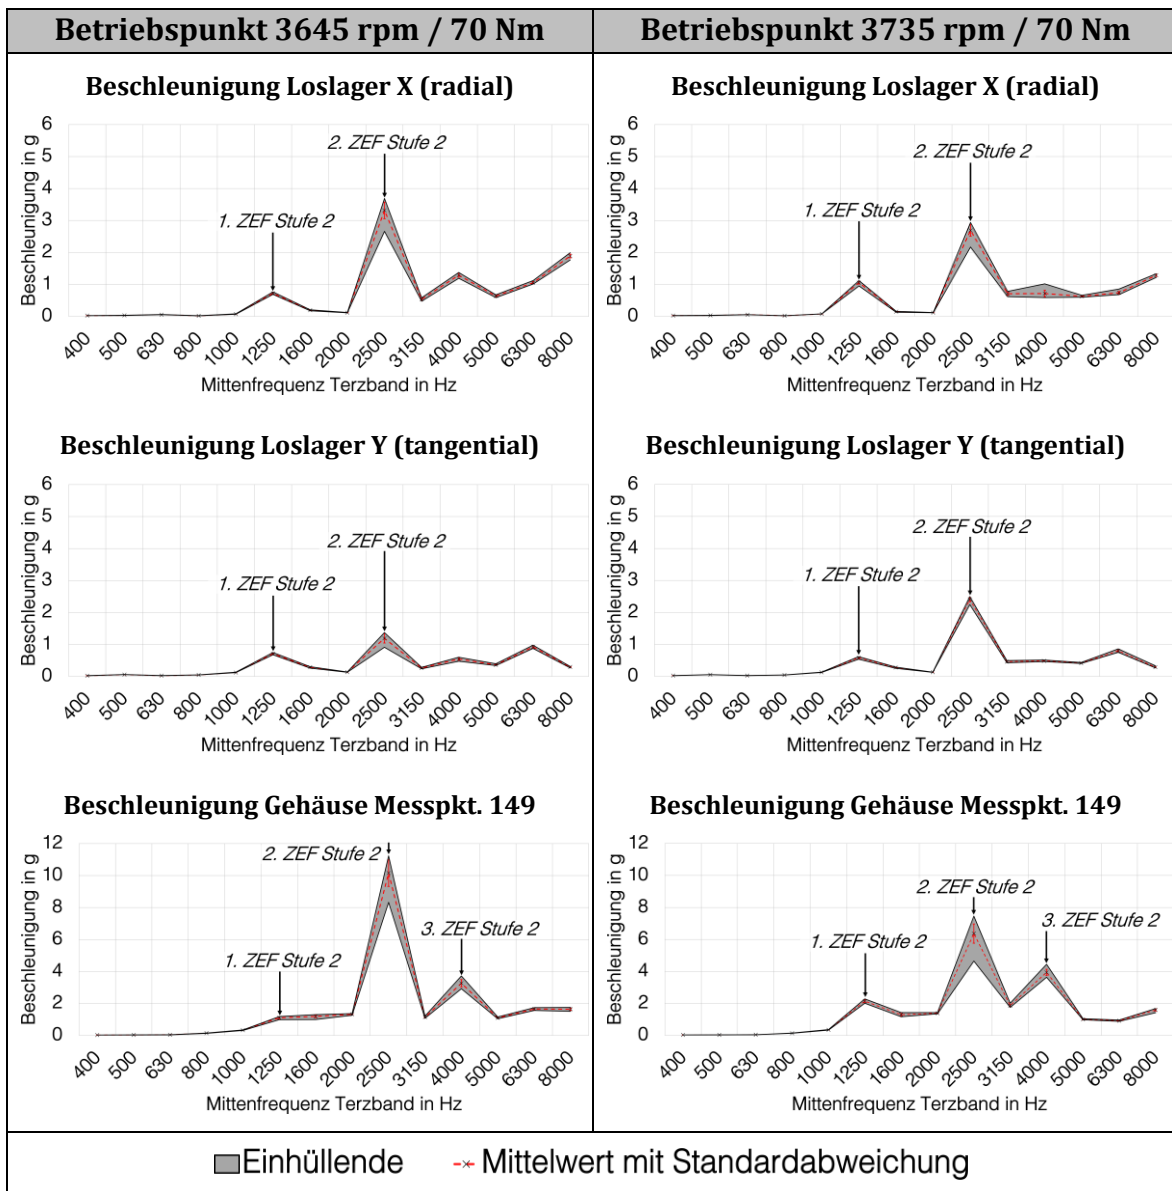 Betriebspunkt 3645 rpm / 70 Nm
Beschleunigung Loslager X (radial)
Beschleunigung in g
6
5
4
3
2
1
0
2. ZEF Stufe 2
1. ZEF Stufe 2
400 500 630 800 1000 1250 1600 2000 2500 3150 4000 5000 6300 8000
Mittenfrequenz Terzband in Hz
Beschleunigung Loslager Y (tangential)
Beschleunigung in g
6
5
4
3
2
1
0
2. ZEF Stufe 2
1. ZEF Stufe 2
400 500 630 800 1000 1250 1600 2000 2500 3150 4000 5000 6300 8000
Mittenfrequenz Terzband in Hz
Beschleunigung Gehäuse Messpkt. 149
Beschleunigung in g
12
10
8
6
4
2
0
2. ZEF Stufe 2
3. ZEF Stufe 2
1. ZEF Stufe 2
400 500 630 800 1000 1250 1600 2000 2500 3150 4000 5000 6300 8000
Mittenfrequenz Terzband in Hz
Betriebspunkt 3735 rpm / 70 Nm
Beschleunigung Loslager X (radial)
Beschleunigung in g
6
5
4
3
2
1
0
2. ZEF Stufe 2
1. ZEF Stufe 2
400 500 630 800 1000 1250 1600 2000 2500 3150 4000 5000 6300 8000
Mittenfrequenz Terzband in Hz
Beschleunigung Loslager Y (tangential)
Beschleunigung in g
6
5
4
3
2
1
0
2. ZEF Stufe 2
1. ZEF Stufe 2
400 500 630 800 1000 1250 1600 2000 2500 3150 4000 5000 6300 8000
Mittenfrequenz Terzband in Hz
Beschleunigung Gehäuse Messpkt. 149
Beschleunigung in g
12
10
8
6
4
2
0
2. ZEF Stufe 2
3. ZEF Stufe 2
1. ZEF Stufe 2
400 500 630 800 1000 1250 1600 2000 2500 3150 4000 5000 6300 8000
Mittenfrequenz Terzband in Hz
Einhüllende Mittelwert mit Standardabweichung